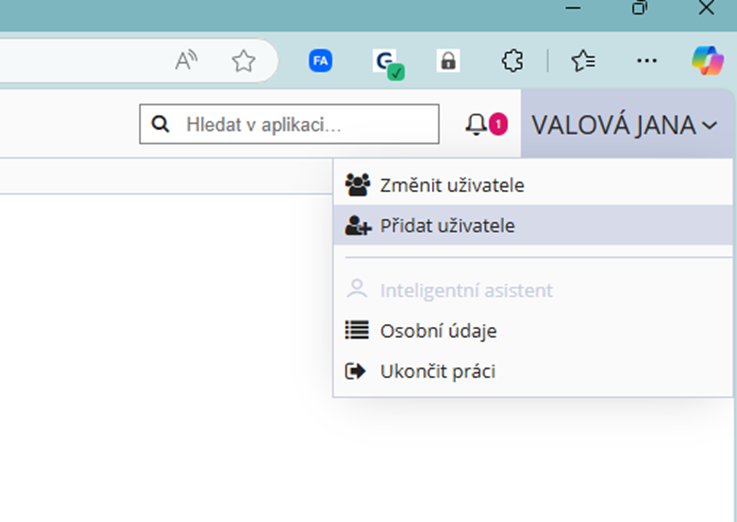 FA
G
Hledat v aplikaci...
1
VALOVÁ JANA
Změnit uživatele
Přidat uživatele
Inteligentní asistent
Osobní údaje
Ukončit práci